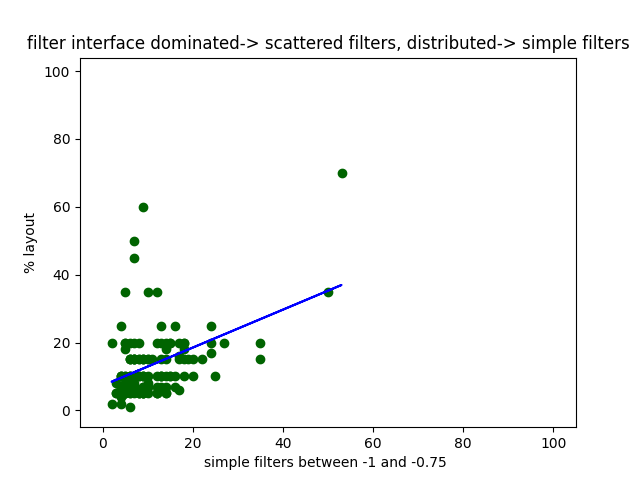 filter interface dominated-> scattered filters, distributed-> simple filters
100
80
60
40
20
0
% layout
0 20 40 60 80 100
simple filters between -1 and -0.75